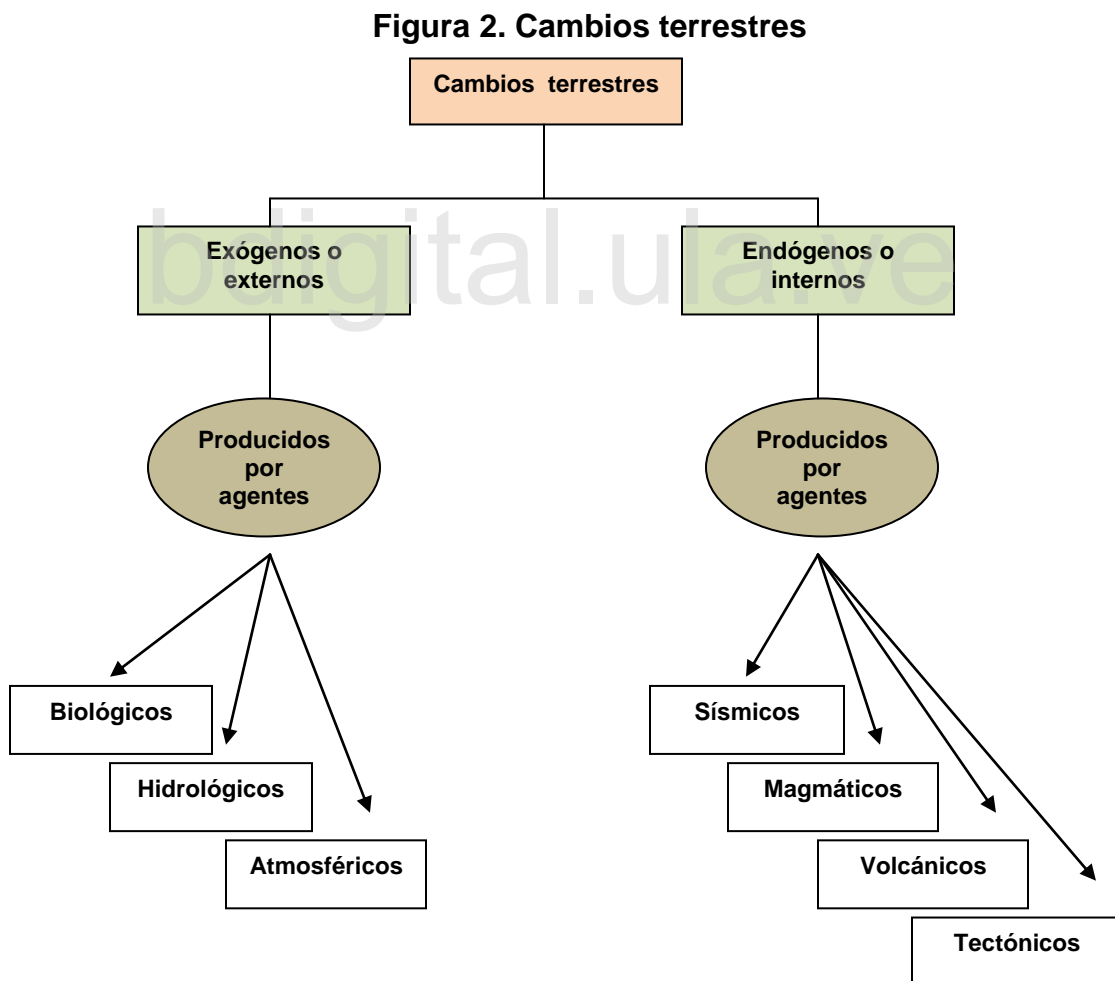 Figura 2. Cambios terrestres
Cambios terrestres
bdigital.ula.ve
Exógenos o
externos
Endógenos o
internos
Producidos
por
agentes
Producidos
por
agentes
Biológicos
Hidrológicos
Atmosféricos
Sísmicos
Magmáticos
Volcánicos
Tectónicos